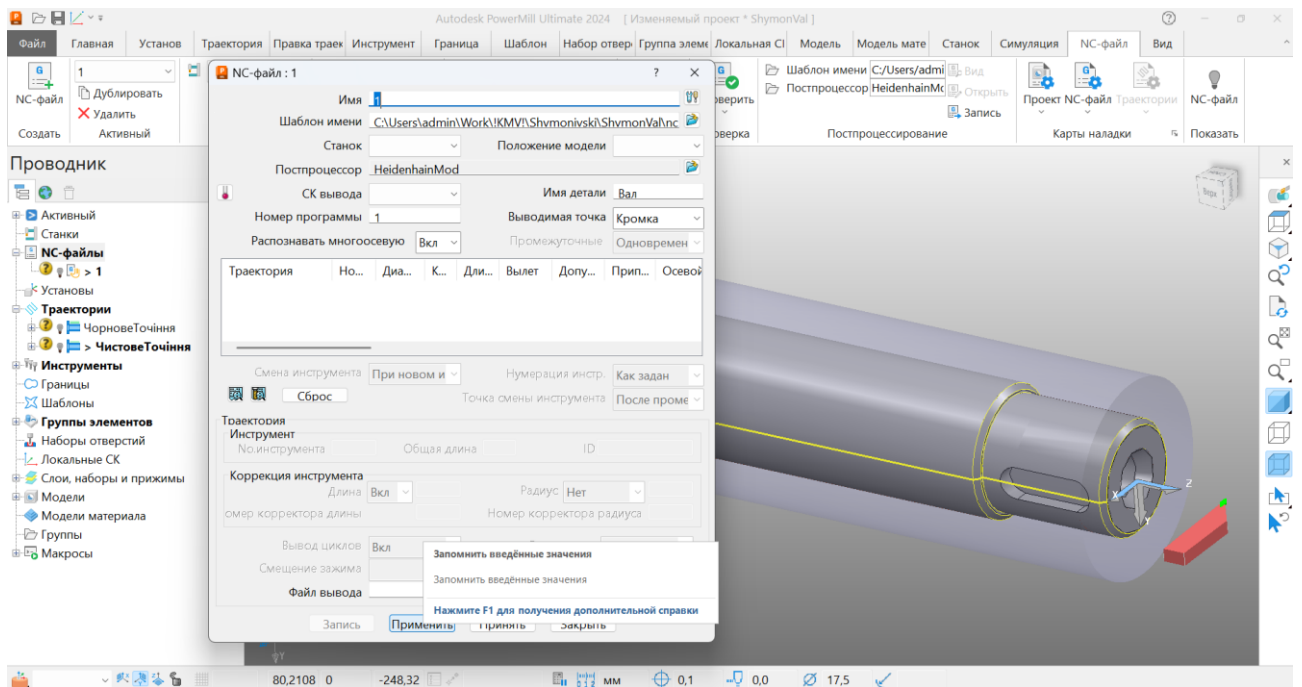 Autodesk PowerMill Ultimate 2024 [ Изменяемый проект * ShymonVal ]
Файл Главная Установ Траектория Правка траек Инструмент Граница Шаблон Набор отвер Группа элеме Локальная СІ Модель Модель мате Станок Симуляция NC-файл Вид
NC-файл
Создать
1
Дублировать
Удалить
Активный
оверить
оверка
Шаблон имени C:/Users/admi Вид
Постпроцессор HeidenhainMc Открыть
Запись
Постпроцессирование
Проект NC-файл Траектории
Карты наладки
NC-файл
Показать
Проводник
Активный
Станки
NC-файлы
> 1
Установы
Траектории
ЧорновеТочіння
> ЧистовеТочіння
Инструменты
Границы
Шаблоны
Группы элементов
Наборы отверстий
Локальные СК
Слои, наборы и прижимы
Модели
Модели материала
Группы
Макросы
NC-файл : 1 ? ×
Имя 1
Шаблон имени C:\Users\admin\Work\!KMV!\Shymonivski\ShymonVal\nc
Станок Положение модели
Постпроцессор HeidenhainMod
СК вывода Имя детали Вал
Номер программы 1 Выводимая точка Кромка
Распознавать многоосевую Вкл Промежуточные Одновремен
Траектория Но... Диа... К... Дли... Вылет Допу... Прип... Осевой
Смена инструмента При новом и Нумерация инстр. Как задан
Сброс Точка смены инструмента После проме
Траектория
Инструмент
No.инструмента Общая длина ID
Коррекция инструмента
Длина Вкл Радиус Нет
омер корректора длины Номер корректора радиуса
Вывод циклов Вкл
Смещение зажима
Файл вывода
Запомнить введённые значения
Запомнить введённые значения
Нажмите F1 для получения дополнительной справки
Запись Применить Принять Закрыть
Верх
X
Y
Z
Y
80,2108 0 -248,32 мм 0,1 0,0 17,5